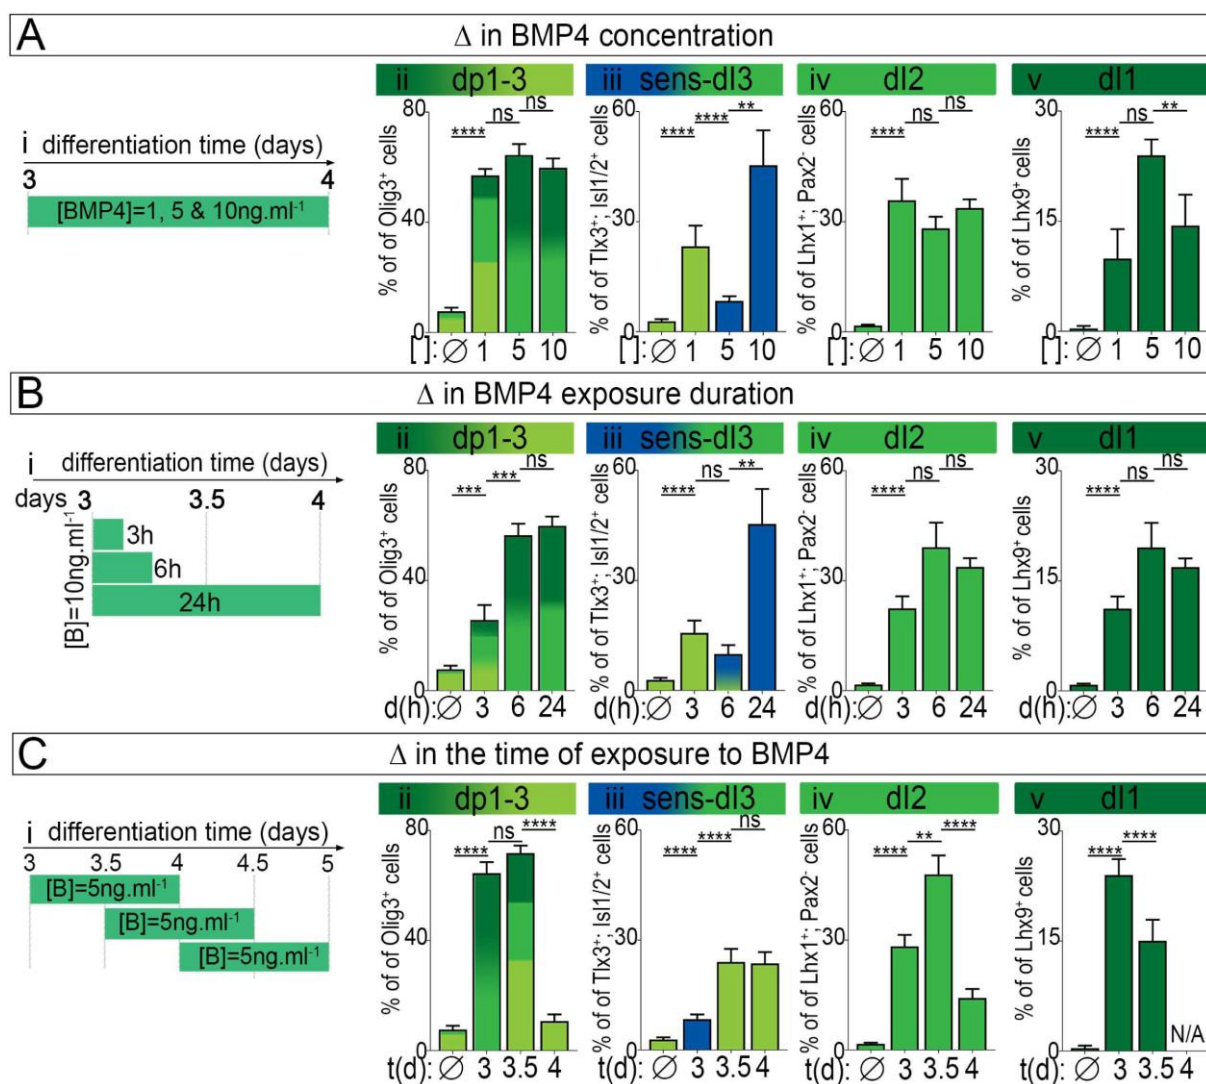 A
Δ in BMP4 concentration
i differentiation time (days)
3 4
[BMP4]=1, 5 & 10ng.ml⁻¹
ii dp1-3
% of of Olig3⁺ cells
80
40
0
**** ns ns
[ ]: ∅ 1 5 10
iii sens-dI3
% of of Tlx3⁺; Isl1/2⁺ cells
60
30
0
**** **** **
[ ]: ∅ 1 5 10
iv dI2
% of of Lhx1⁺; Pax2⁻ cells
60
30
0
**** ns ns
[ ]: ∅ 1 5 10
v dI1
% of of Lhx9⁺ cells
30
15
0
**** ns **
[ ]: ∅ 1 5 10
B
Δ in BMP4 exposure duration
i differentiation time (days)
days 3 3.5 4
[B]=10ng.ml⁻¹
3h
6h
24h
ii dp1-3
% of of Olig3⁺ cells
80
40
0
*** *** ns
d(h): ∅ 3 6 24
iii sens-dI3
% of of Tlx3⁺; Isl1/2⁺ cells
60
30
0
**** ns **
d(h): ∅ 3 6 24
iv dI2
% of of Lhx1⁺; Pax2⁻ cells
60
30
0
**** ns ns
d(h): ∅ 3 6 24
v dI1
% of of Lhx9⁺ cells
30
15
0
**** ns ns
d(h): ∅ 3 6 24
C
Δ in the time of exposure to BMP4
i differentiation time (days)
3 3.5 4 4.5 5
[B]=5ng.ml⁻¹
[B]=5ng.ml⁻¹
[B]=5ng.ml⁻¹
ii dp1-3
% of of Olig3⁺ cells
80
40
0
**** ns ****
t(d): ∅ 3 3.5 4
iii sens-dI3
% of of Tlx3⁺; Isl1/2⁺ cells
60
30
0
**** **** ns
t(d): ∅ 3 3.5 4
iv dI2
% of of Lhx1⁺; Pax2⁻ cells
60
30
0
**** ** ****
t(d): ∅ 3 3.5 4
v dI1
% of of Lhx9⁺ cells
30
15
0
**** ****
N/A
t(d): ∅ 3 3.5 4